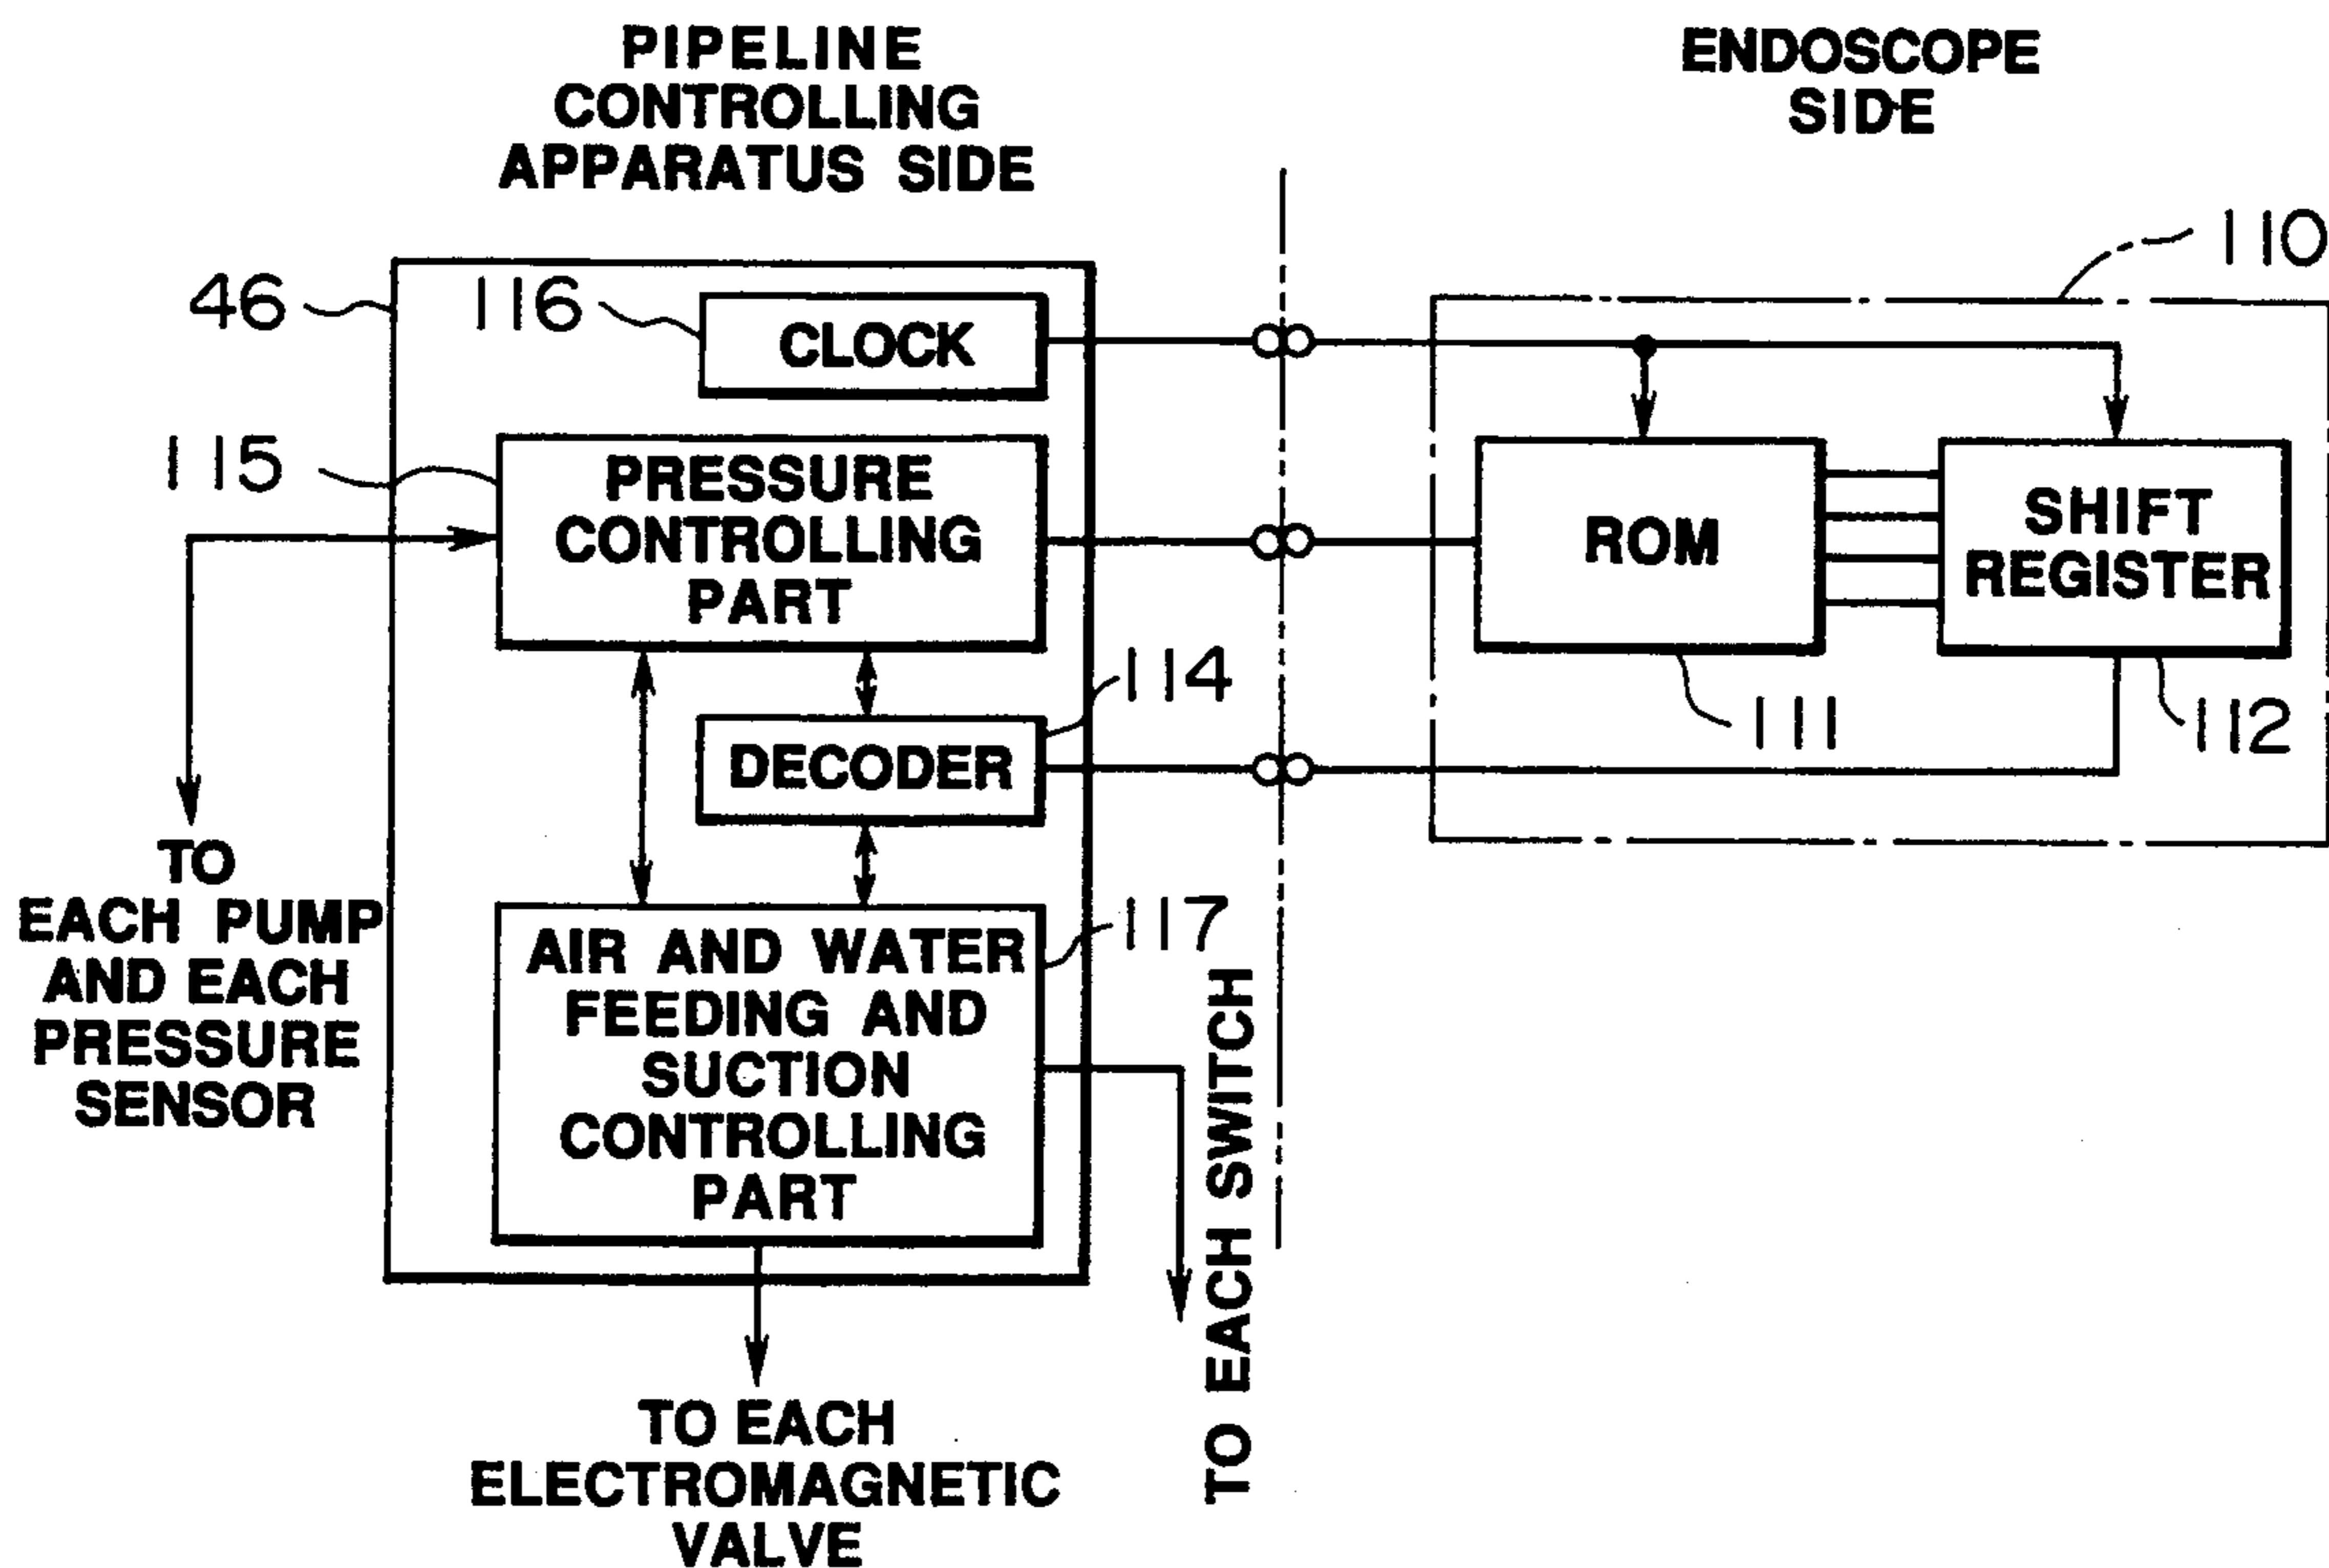 PIPELINE
CONTROLLING
APPARATUS SIDE
ENDOSCOPE
SIDE
110
46
116
CLOCK
115
PRESSURE
CONTROLLING
PART
ROM
SHIFT
REGISTER
114
111
112
DECODER
TO
EACH PUMP
AND EACH
PRESSURE
SENSOR
117
AIR AND WATER
FEEDING AND
SUCTION
CONTROLLING
PART
TO EACH SWITCH
TO EACH
ELECTROMAGNETIC
VALVE